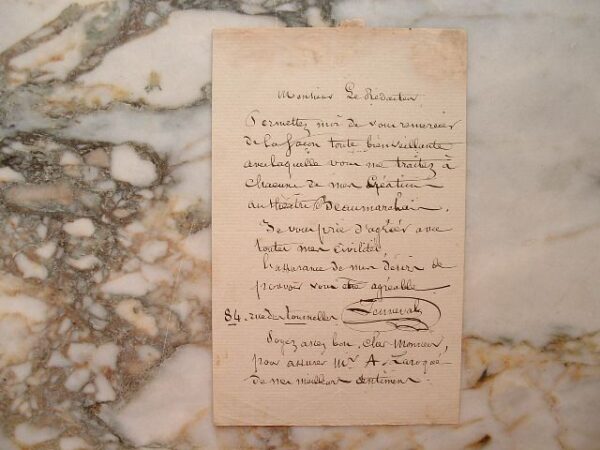 Monsieur Le Rédacteur,
Permettez moi de vous remercier
de la façon toute bienveillante
avec laquelle vous me traitez à
chacune de mes Créations
au théâtre Beaumarchais.
Je vous prie d'agréer avec
toutes mes civilités
l'assurance de mon désir de
pouvoir vous être agréable
84. rue des Tournelles
Soyez assez bon, cher Monsieur,
pour assurer Mr A. Laroque
de mes meilleurs sentimens.